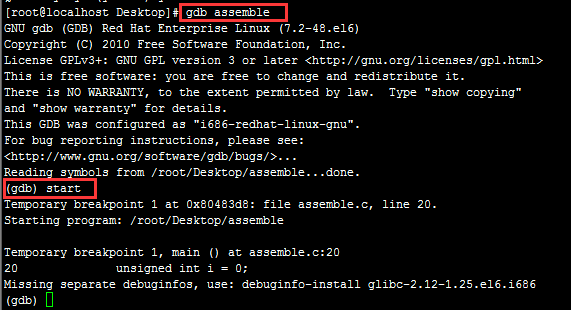 [root@localhost Desktop]# gdb assemble
GNU gdb (GDB) Red Hat Enterprise Linux (7.2-48.el6)
Copyright (C) 2010 Free Software Foundation, Inc.
License GPLv3+: GNU GPL version 3 or later <http://gnu.org/licenses/gpl.html>
This is free software: you are free to change and redistribute it.
There is NO WARRANTY, to the extent permitted by law.  Type "show copying"
and "show warranty" for details.
This GDB was configured as "i686-redhat-linux-gnu".
For bug reporting instructions, please see:
<http://www.gnu.org/software/gdb/bugs/>...
Reading symbols from /root/Desktop/assemble...done.
(gdb) start
Temporary breakpoint 1 at 0x80483d8: file assemble.c, line 20.
Starting program: /root/Desktop/assemble

Temporary breakpoint 1, main () at assemble.c:20
20              unsigned int i = 0;
Missing separate debuginfos, use: debuginfo-install glibc-2.12-1.25.el6.i686
(gdb)